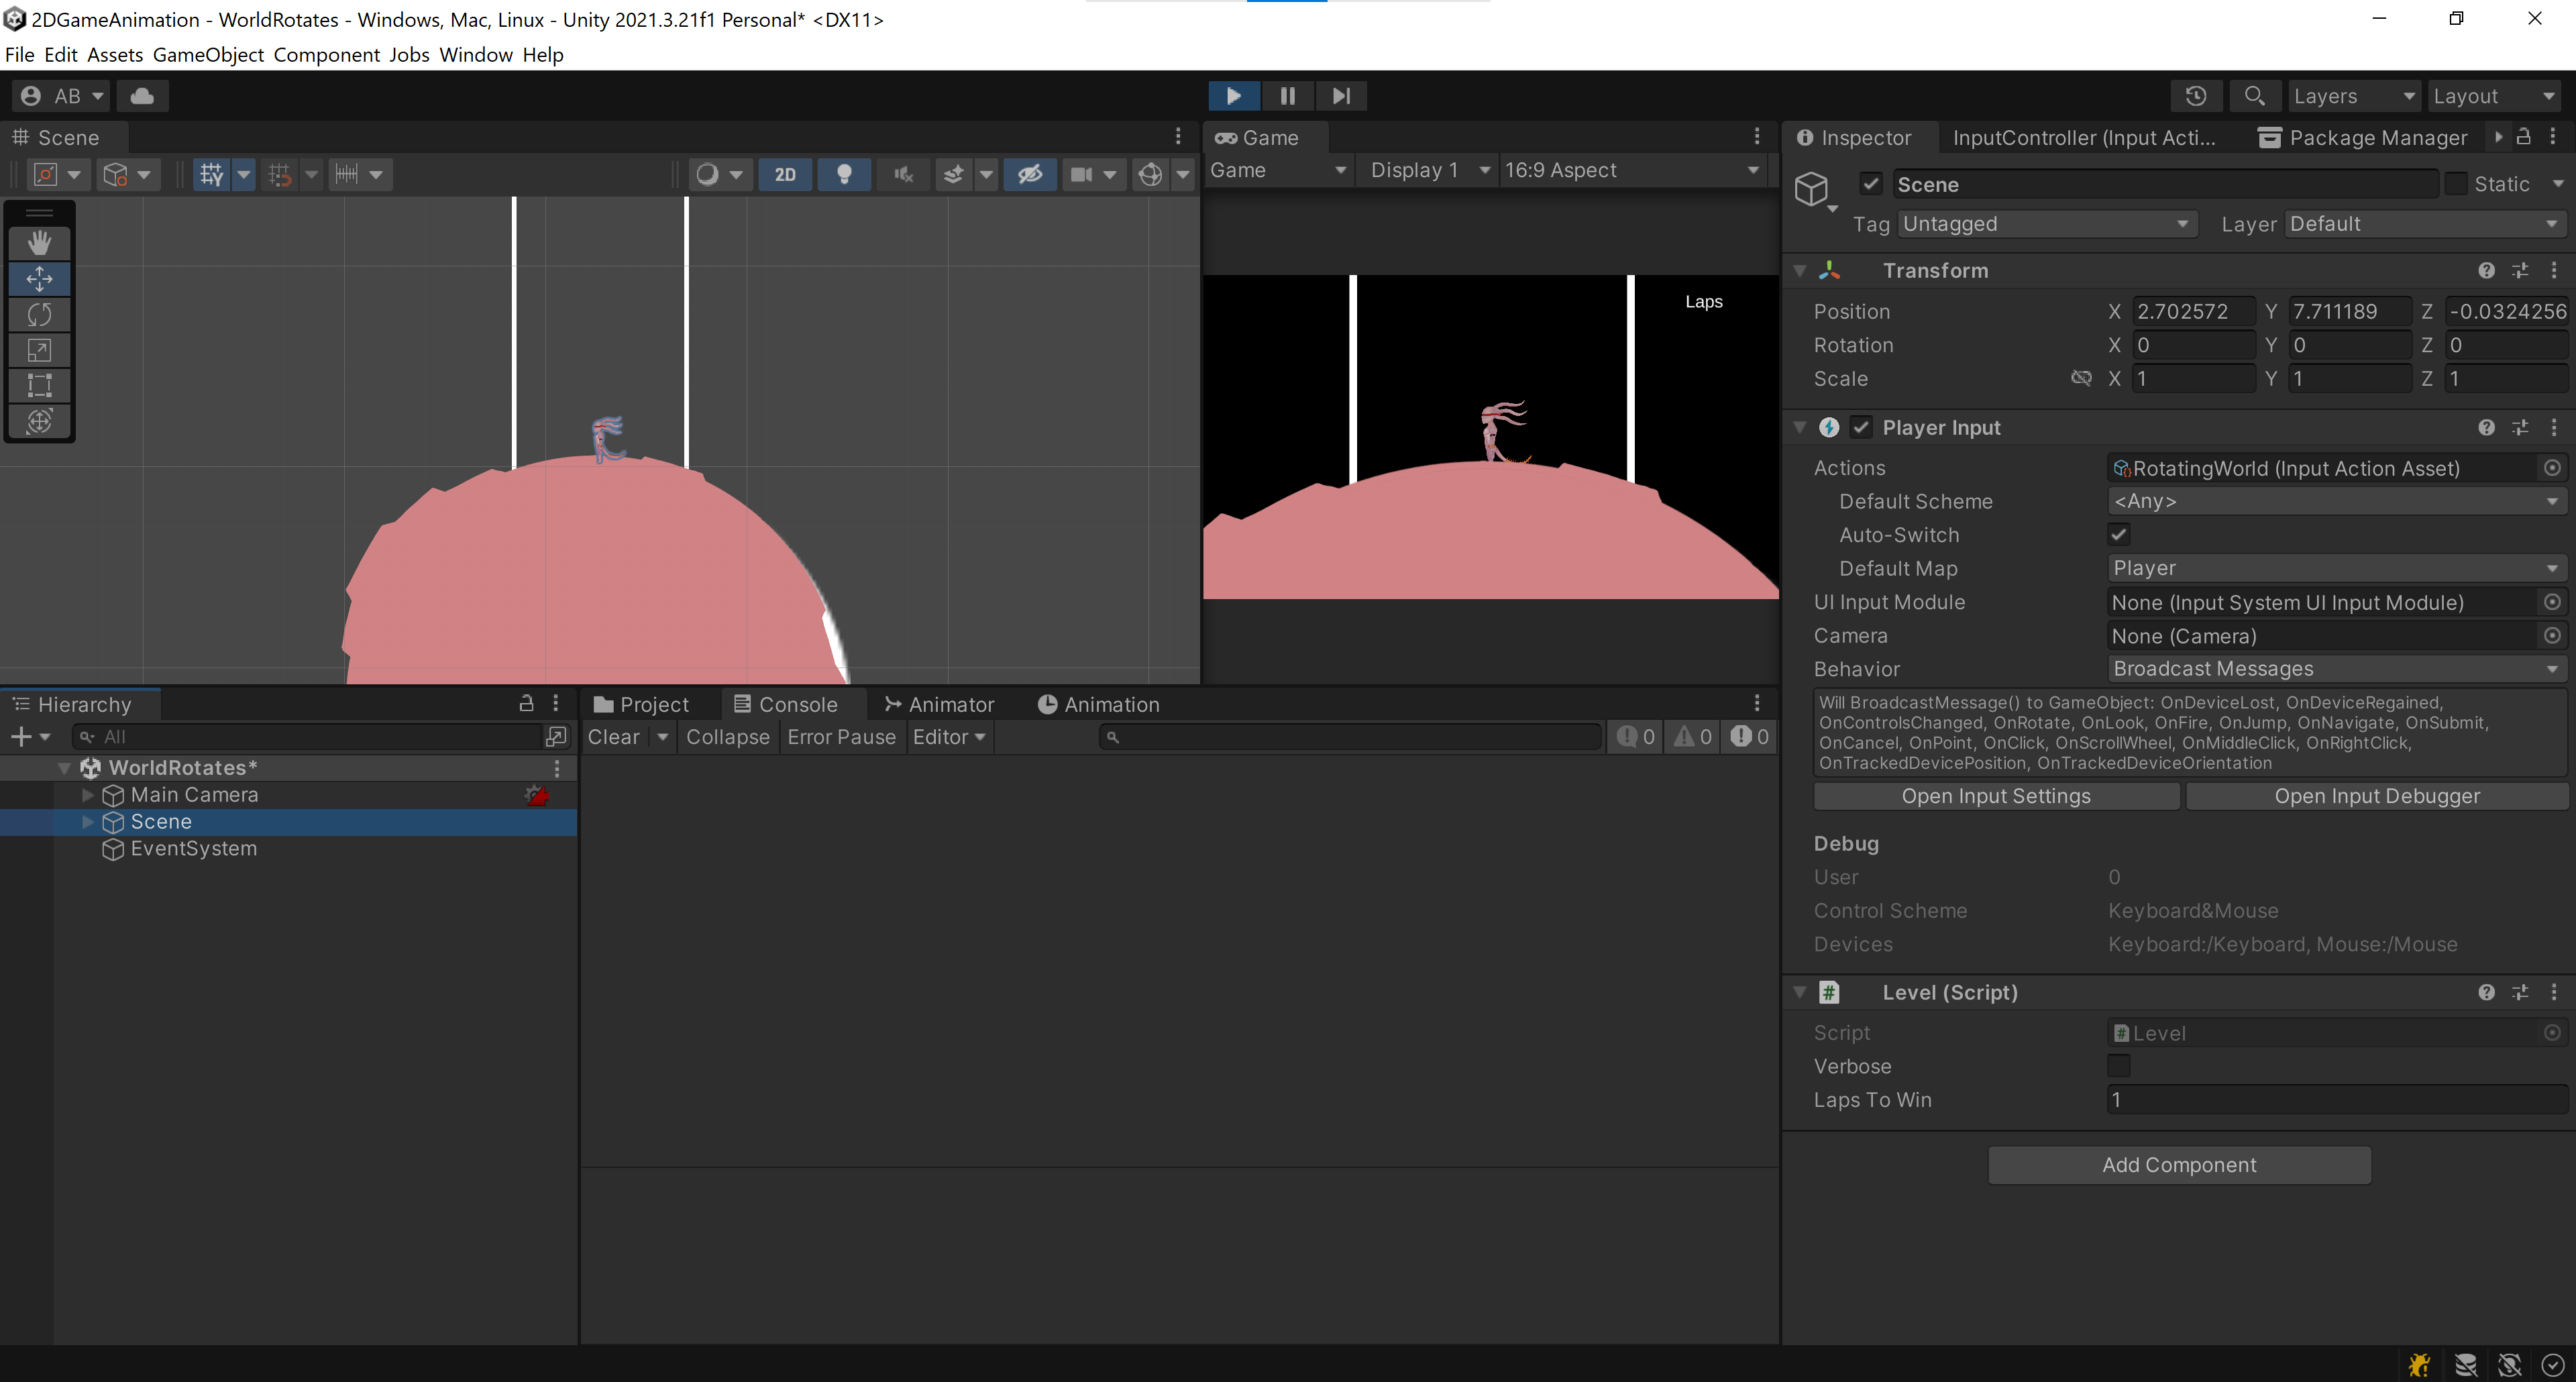 2DGameAnimation - WorldRotates - Windows, Mac, Linux - Unity 2021.3.21f1 Personal* <DX11>
File Edit Assets GameObject Component Jobs Window Help
AB
Layers
Layout
Scene
2D
Game
Game
Display 1
16:9 Aspect
Laps
Inspector
InputController (Input Acti...
Package Manager
Scene
Static
Tag
Untagged
Layer
Default
Transform
Position X 2.702572 Y 7.711189 Z -0.0324256
Rotation X 0 Y 0 Z 0
Scale X 1 Y 1 Z 1
Player Input
Actions RotatingWorld (Input Action Asset)
Default Scheme <Any>
Auto-Switch
Default Map Player
UI Input Module None (Input System UI Input Module)
Camera None (Camera)
Behavior Broadcast Messages
Will BroadcastMessage() to GameObject: OnDeviceLost, OnDeviceRegained,
OnControlsChanged, OnRotate, OnLook, OnFire, OnJump, OnNavigate, OnSubmit,
OnCancel, OnPoint, OnClick, OnScrollWheel, OnMiddleClick, OnRightClick,
OnTrackedDevicePosition, OnTrackedDeviceOrientation
Open Input Settings
Open Input Debugger
Debug
User 0
Control Scheme Keyboard&Mouse
Devices Keyboard:/Keyboard, Mouse:/Mouse
Level (Script)
Script Level
Verbose
Laps To Win 1
Add Component
Hierarchy
All
WorldRotates*
Main Camera
Scene
EventSystem
Project
Console
Animator
Animation
Clear
Collapse
Error Pause
Editor
0
0
0